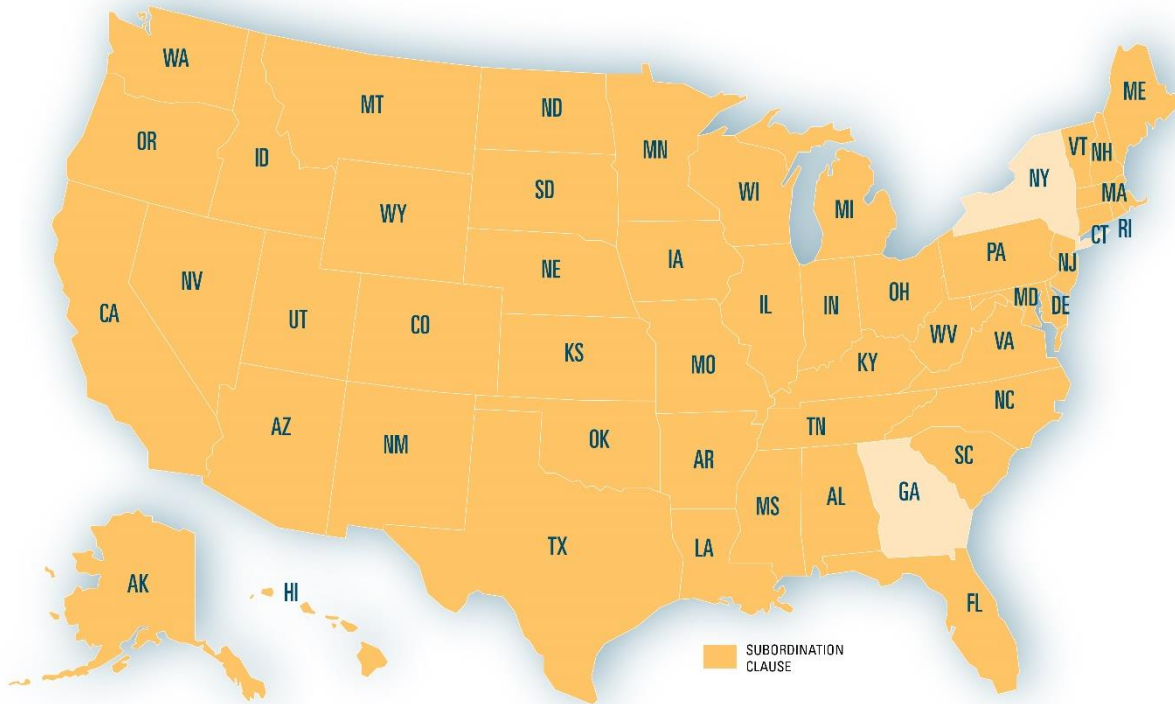 WA
MT
ND
MN
ME
OR
ID
SD
WI
MI
NY
VT
NH
MA
CT
RI
WY
IA
PA
NJ
NV
NE
IL
IN
OH
MD
DE
CA
UT
CO
KS
MO
WV
VA
KY
AZ
NM
OK
AR
TN
NC
SC
MS
AL
GA
TX
LA
FL
AK
HI
SUBORDINATION
CLAUSE